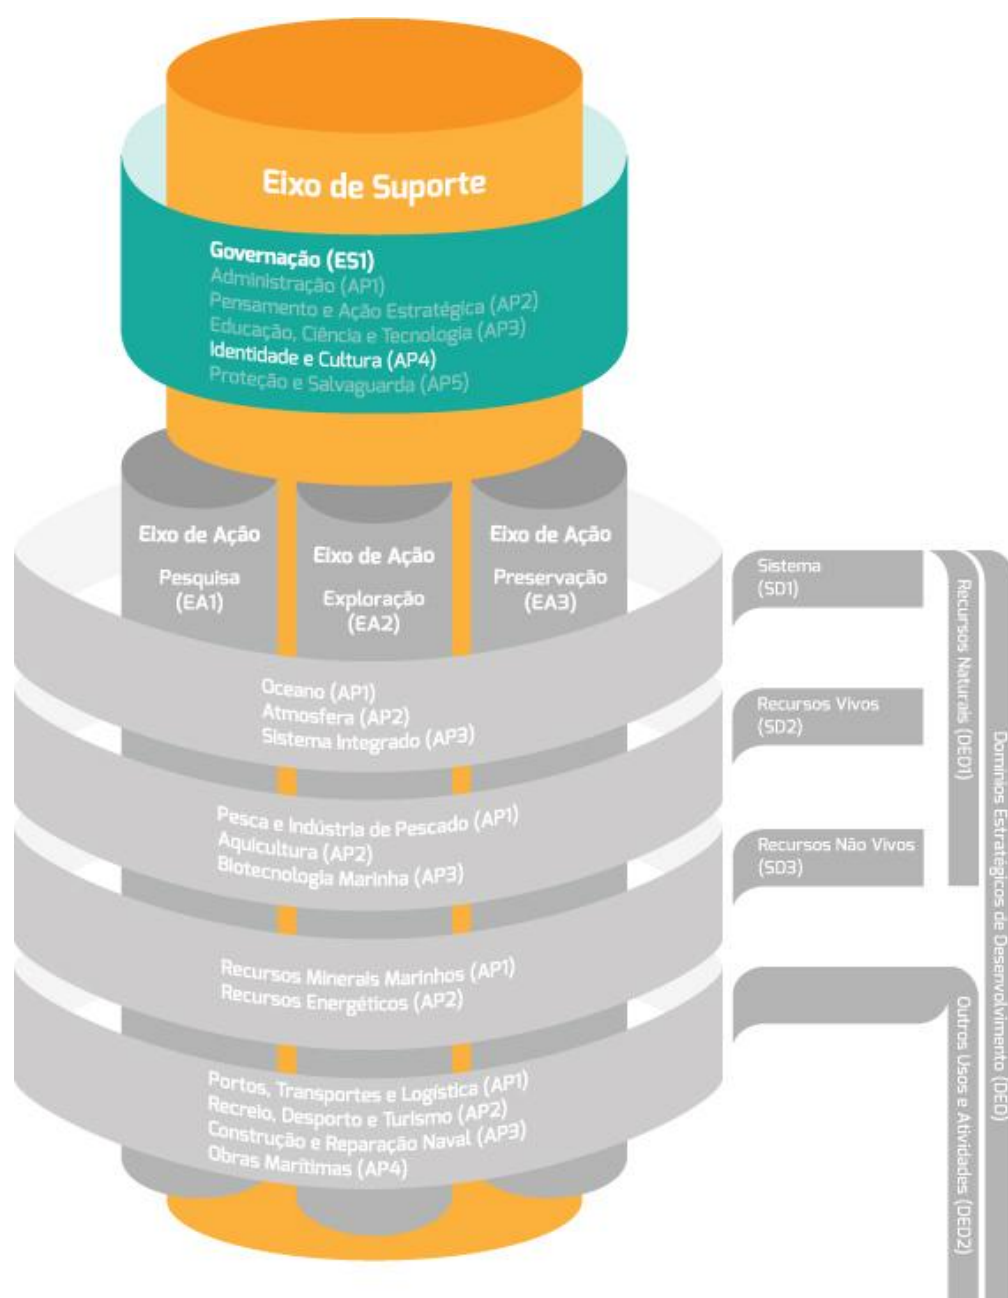 Eixo de Suporte
Governação (ES1)
Administração (AP1)
Pensamento e Ação Estratégica (AP2)
Educação, Ciência e Tecnologia (AP3)
Identidade e Cultura (AP4)
Proteção e Salvaguarda (AP5)
Eixo de Ação
Pesquisa
(EA1)
Eixo de Ação
Exploração
(EA2)
Eixo de Ação
Preservação
(EA3)
Oceano (AP1)
Atmosfera (AP2)
Sistema Integrado (AP3)
Pesca e Indústria de Pescado (AP1)
Aquicultura (AP2)
Biotecnologia Marinha (AP3)
Recursos Minerais Marinhos (AP1)
Recursos Energéticos (AP2)
Portos, Transportes e Logística (AP1)
Recreio, Desporto e Turismo (AP2)
Construção e Reparação Naval (AP3)
Obras Marítimas (AP4)
Sistema
(SD1)
Recursos Vivos
(SD2)
Recursos Não Vivos
(SD3)
Recursos Naturais (DED1)
Outros Usos e Atividades (DED2)
Domínios Estratégicos de Desenvolvimento (DED)